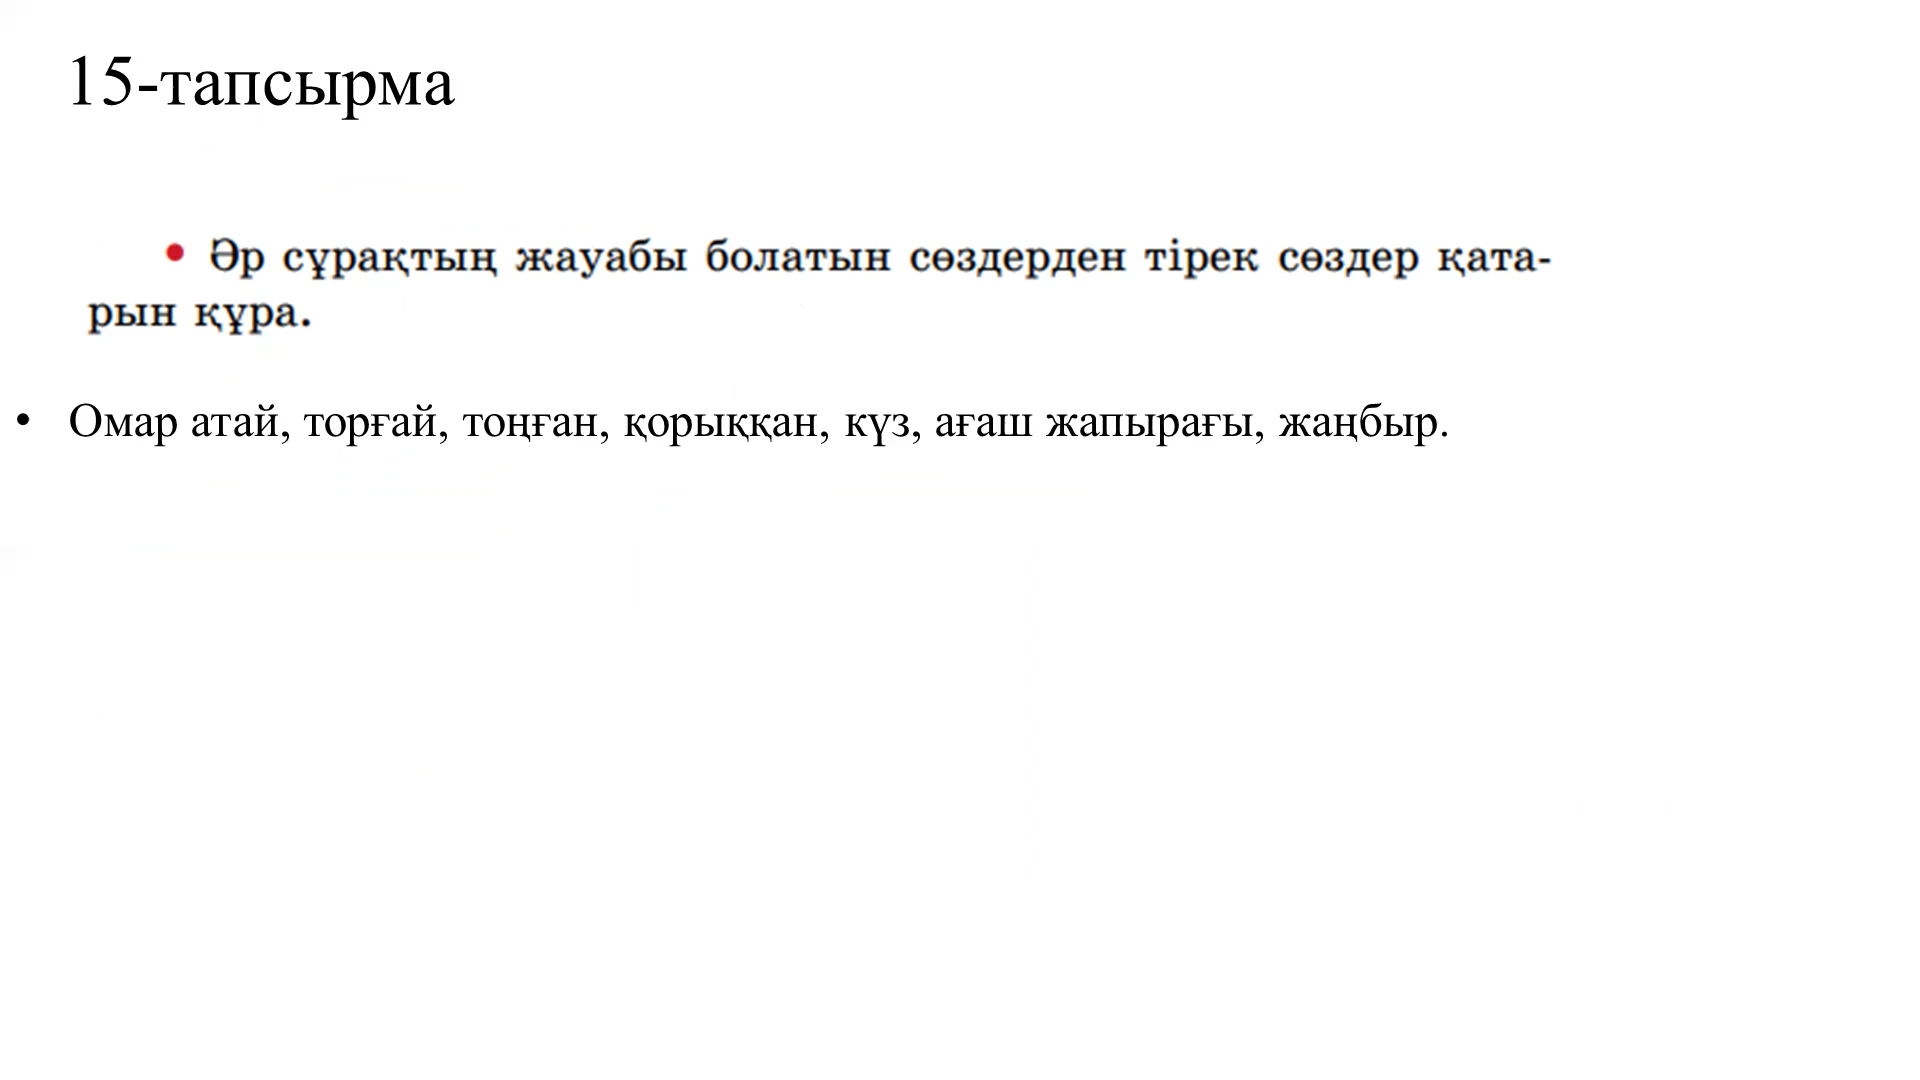 15-тапсырма
• Әр сұрақтың жауабы болатын сөздерден тірек сөздер қата-
рын құра.
• Омар атай, торғай, тоңған, қорыққан, күз, ағаш жапырағы, жаңбыр.